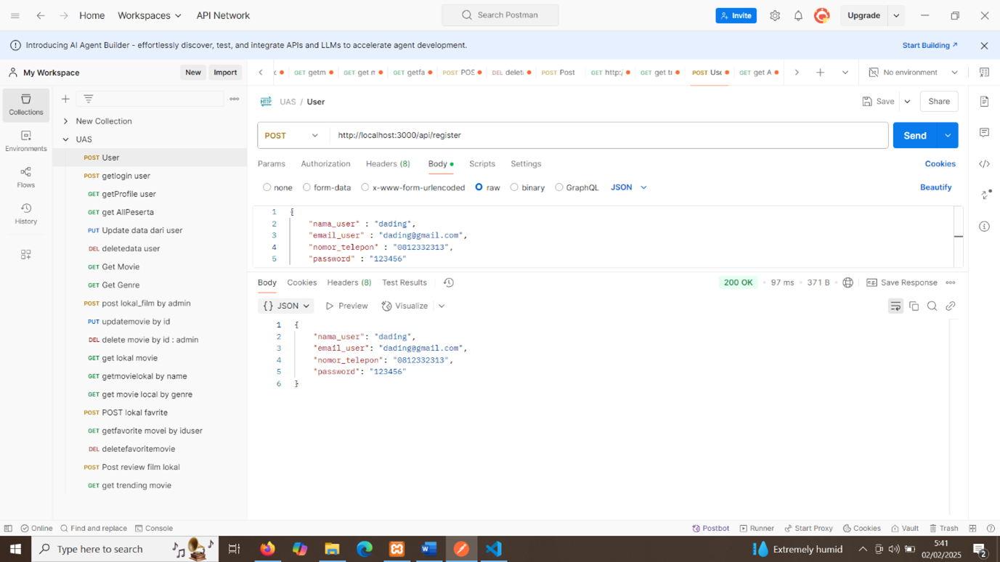 Home Workspaces API Network Search Postman Invite Upgrade
Introducing AI Agent Builder - effortlessly discover, test, and integrate APIs and LLMs to accelerate agent development. Start Building
My Workspace New Import GET getm GET get m GET getfa POST POS DEL delet POST Post GET http:/ GET get ti POST Use GET get A No environment
Collections
Environments
Flows
History
New Collection
UAS
POST User
POST getlogin user
GET getProfile user
GET get AllPeserta
PUT Update data dari user
DEL deletedata user
GET Get Movie
GET Get Genre
POST post lokal_film by admin
PUT updatemovie by id
DEL delete movie by id : admin
GET get lokal movie
GET getmovielokal by name
GET get movie local by genre
POST POST lokal favrite
GET getfavorite movei by iduser
DEL deletefavoritemovie
POST Post review film lokal
GET get trending movie
HTTP UAS / User Save Share
POST http://localhost:3000/api/register Send
Params Authorization Headers (8) Body Scripts Settings Cookies
none form-data x-www-form-urlencoded raw binary GraphQL JSON Beautify
1 {
2 "nama_user" : "dading",
3 "email_user" : "dading@gmail.com",
4 "nomor_telepon" : "0812332313",
5 "password" : "123456"
Body Cookies Headers (8) Test Results 200 OK 97 ms 371 B Save Response
{} JSON Preview Visualize
1 {
2 "nama_user": "dading",
3 "email_user": "dading@gmail.com",
4 "nomor_telepon": "0812332313",
5 "password": "123456"
6 }
Online Find and replace Console Postbot Runner Start Proxy Cookies Vault Trash
Type here to search Extremely humid 5:41
02/02/2025 2